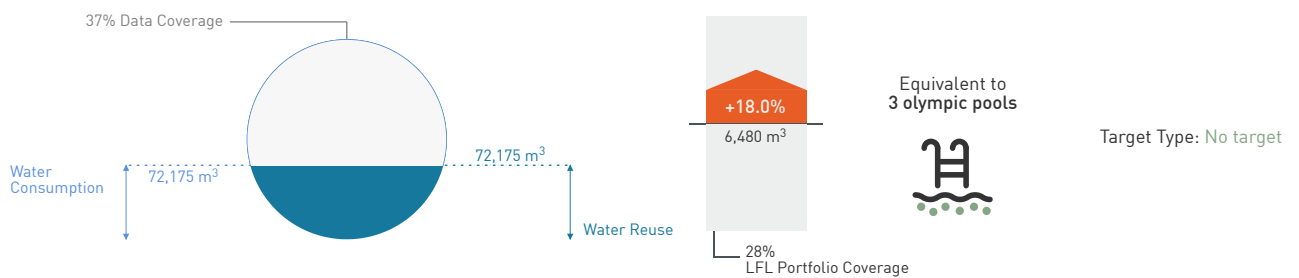 37% Data Coverage
Water
Consumption
72,175 m³
72,175 m³
Water Reuse
+18.0%
6,480 m³
28%
LFL Portfolio Coverage
Equivalent to
3 olympic pools
Target Type: No target